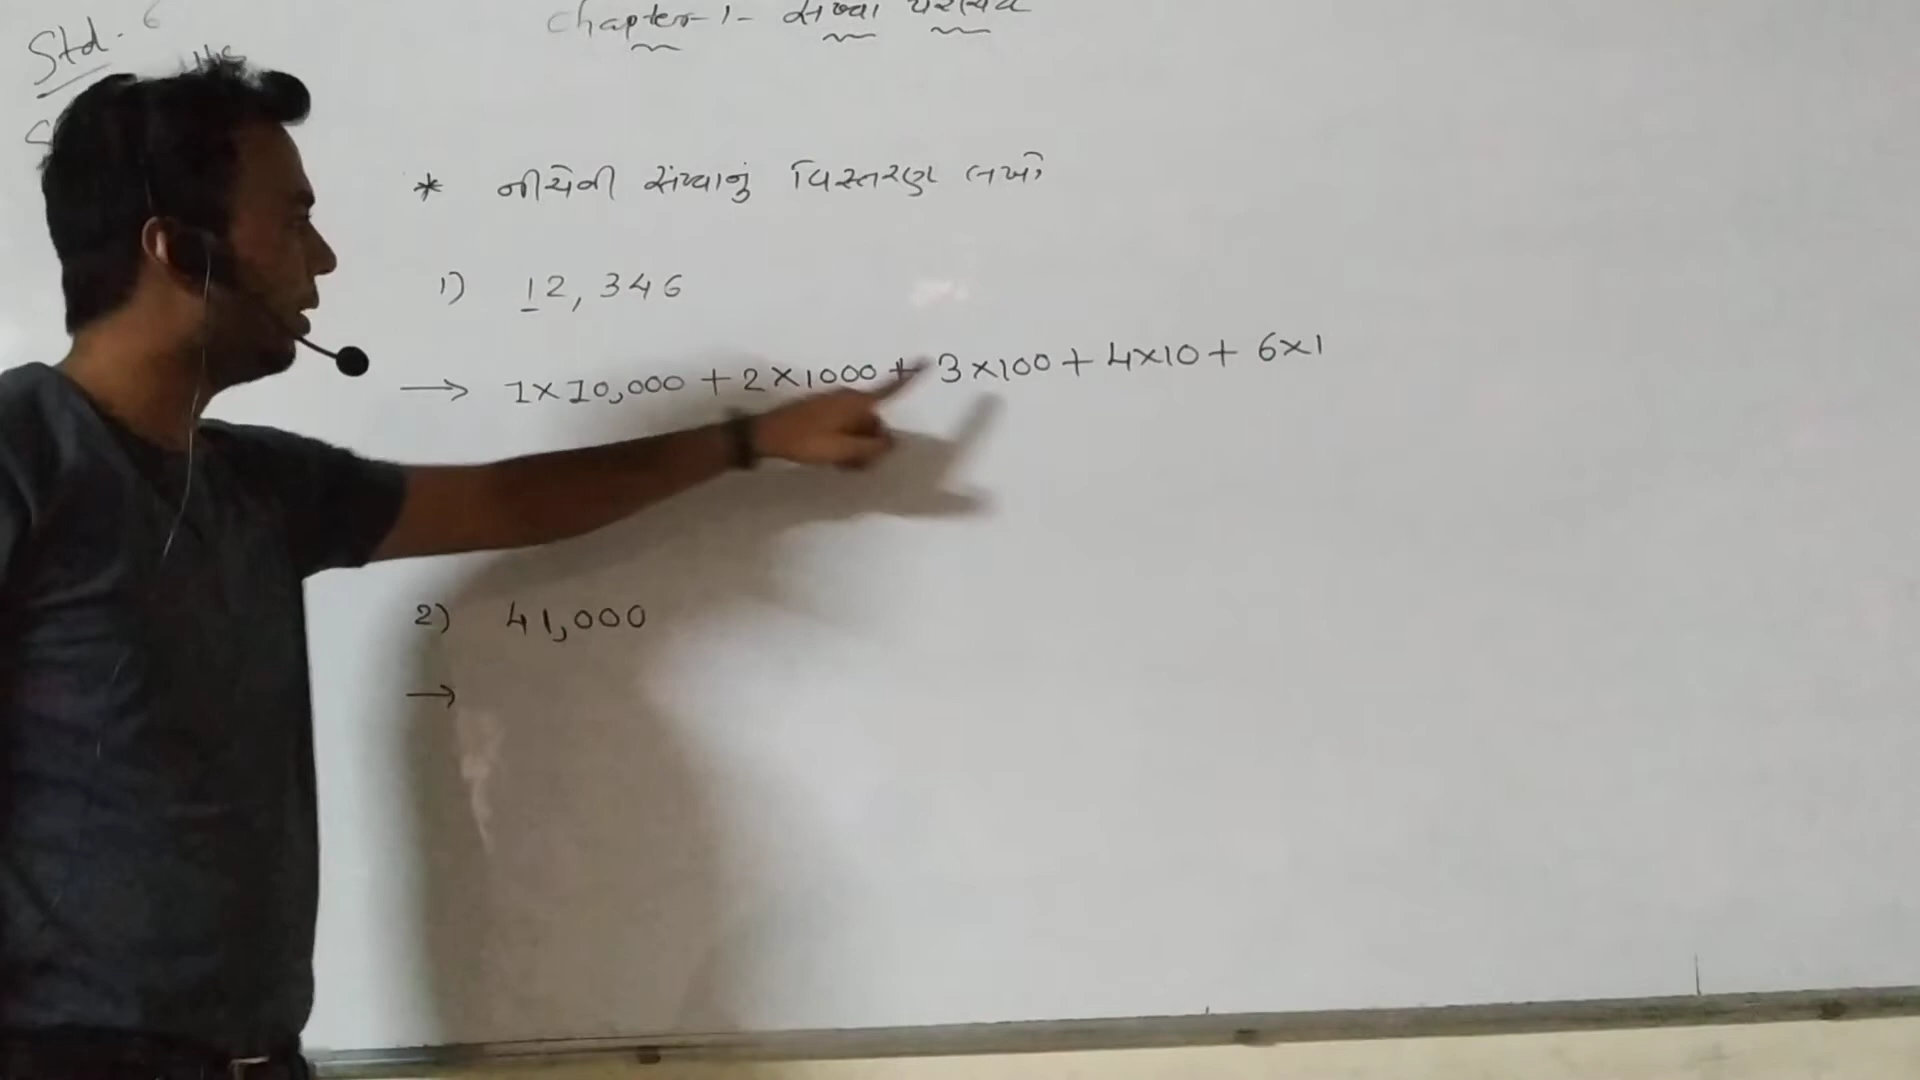 Std. 6
Chapter-1- સંખ્યા પરિચય
* નીચેની સંખ્યાનું વિસ્તરણ લખો
1) 12,346
→ 1×10,000 + 2×1000 + 3×100 + 4×10 + 6×1
2) 41,000
→